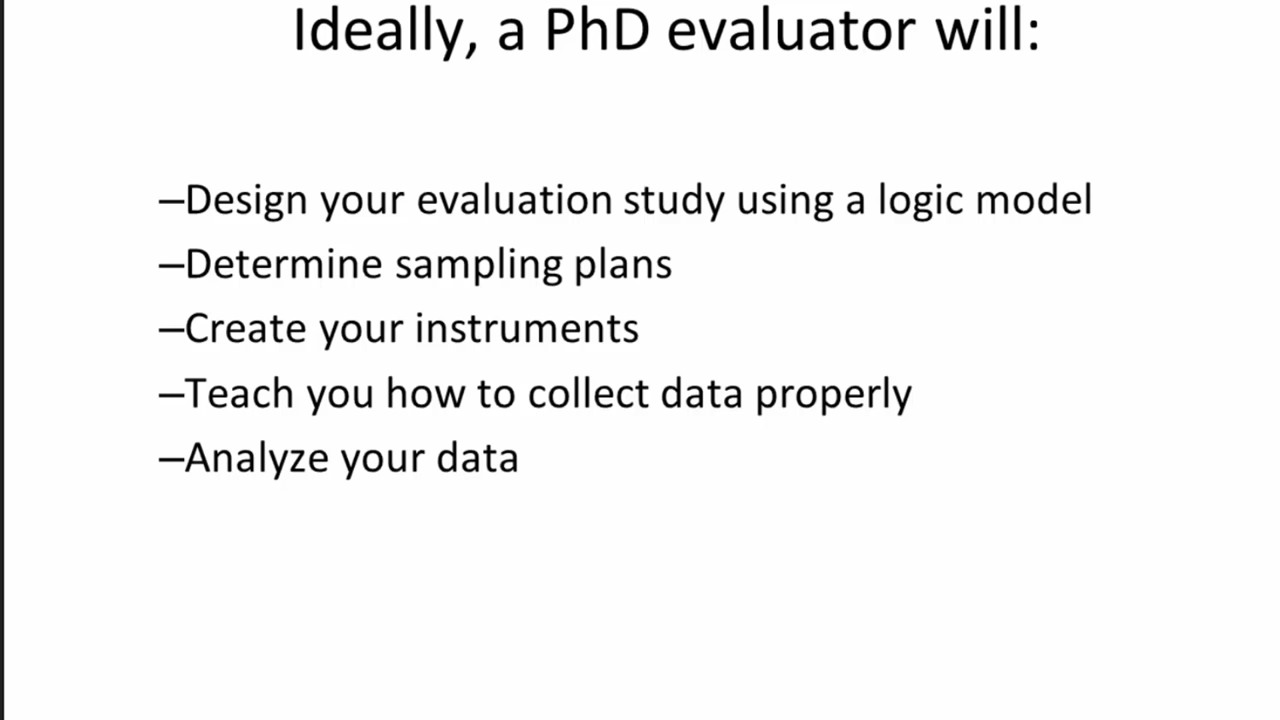 Ideally, a PhD evaluator will:
–Design your evaluation study using a logic model
–Determine sampling plans
–Create your instruments
–Teach you how to collect data properly
–Analyze your data